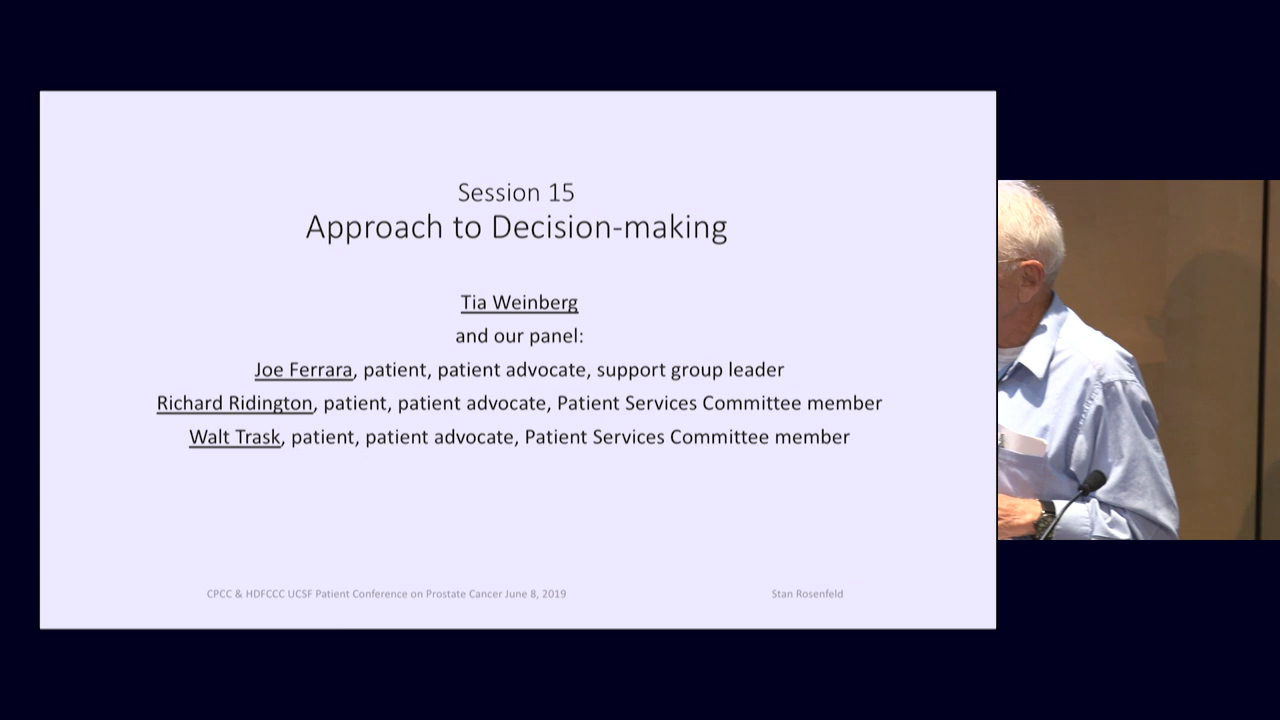 Session 15
Approach to Decision-making
Tia Weinberg
and our panel:
Joe Ferrara, patient, patient advocate, support group leader
Richard Ridington, patient, patient advocate, Patient Services Committee member
Walt Trask, patient, patient advocate, Patient Services Committee member
CPCC & HDFCCC UCSF Patient Conference on Prostate Cancer June 8, 2019 Stan Rosenfeld